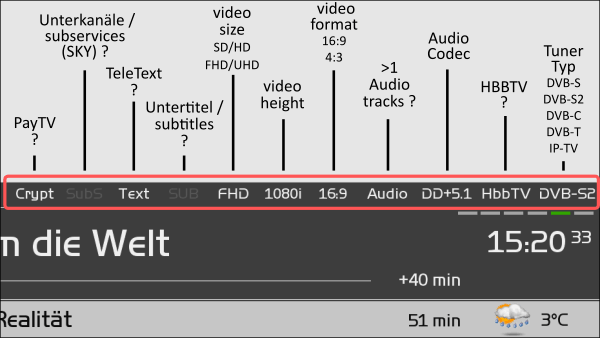 Unterkanäle /
subservices
(SKY) ?
video
size
SD/HD
FHD/UHD
video
format
16:9
4:3
Audio
Codec
Tuner
Typ
DVB-S
DVB-S2
DVB-C
DVB-T
IP-TV
TeleText
?
>1
Audio
tracks ?
video
height
HBBTV
?
Untertitel /
subtitles
?
PayTV
?
Crypt SubS Text SUB FHD 1080i 16:9 Audio DD+5.1 HbbTV DVB-S2
m die Welt
15:20 33
+40 min
Realität
51 min
3°C